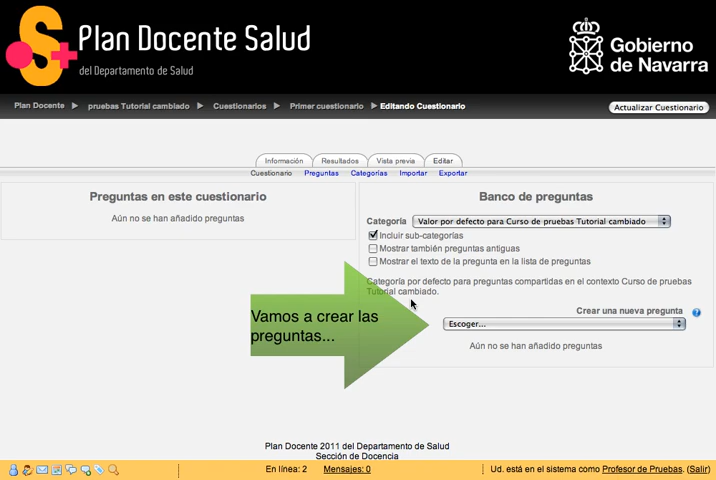 Plan Docente Salud
del Departamento de Salud
Gobierno
de Navarra
Plan Docente ▶ pruebas Tutorial cambiado ▶ Cuestionarios ▶ Primer cuestionario ▶ Editando Cuestionario
Actualizar Cuestionario
Información Resultados Vista previa Editar
Cuestionario Preguntas Categorías Importar Exportar
Preguntas en este cuestionario
Aún no se han añadido preguntas
Banco de preguntas
Categoría Valor por defecto para Curso de pruebas Tutorial cambiado
Incluir sub-categorías
Mostrar también preguntas antiguas
Mostrar el texto de la pregunta en la lista de preguntas
Categoría por defecto para preguntas compartidas en el contexto Curso de pruebas
Tutorial cambiado.
Vamos a crear las
preguntas...
Crear una nueva pregunta
Escoger...
Aún no se han añadido preguntas
Plan Docente 2011 del Departamento de Salud
Sección de Docencia
En línea: 2 Mensajes: 0 Ud. está en el sistema como Profesor de Pruebas. (Salir)